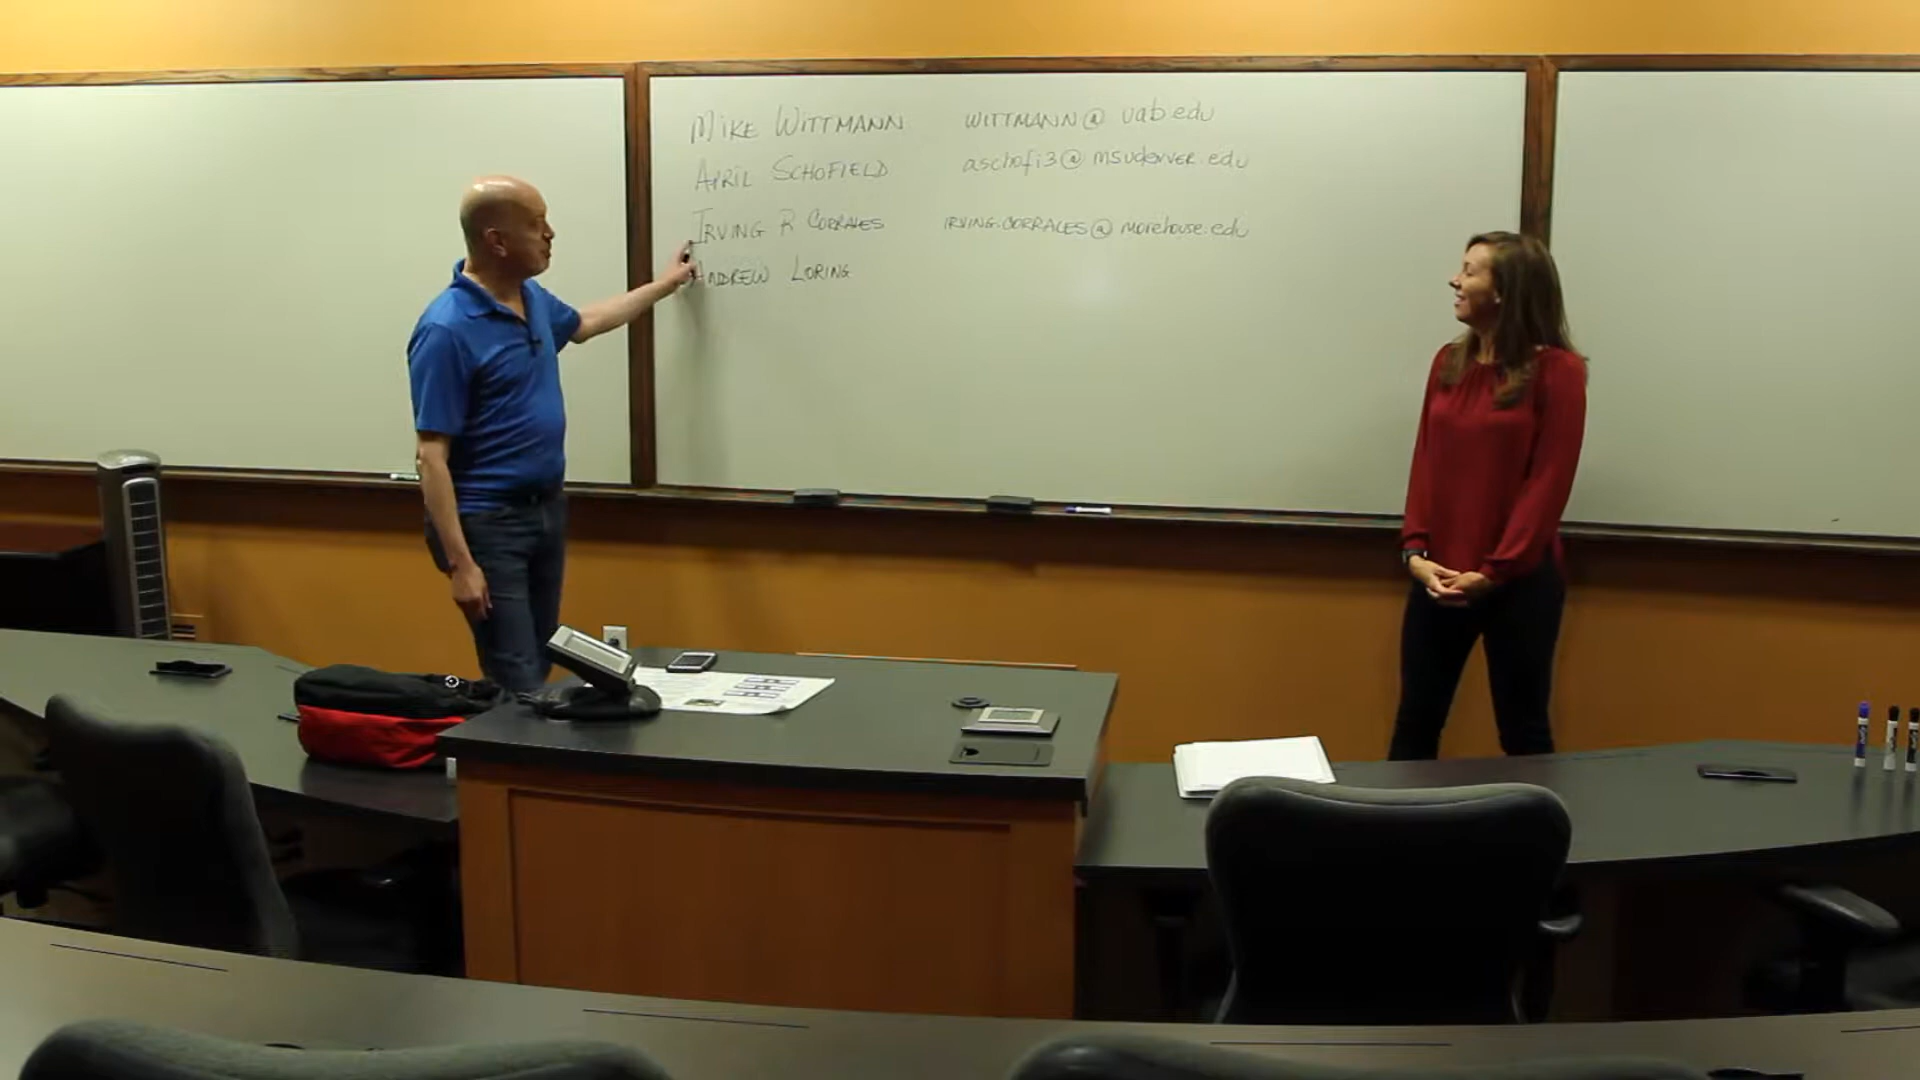 MIKE WITTMANN WITTMANN@uab.edu
APRIL SCHOFIELD aschofi3@msudenver.edu
IRVING R CORRALES IRVING.CORRALES@morehouse.edu
ANDREW LORING